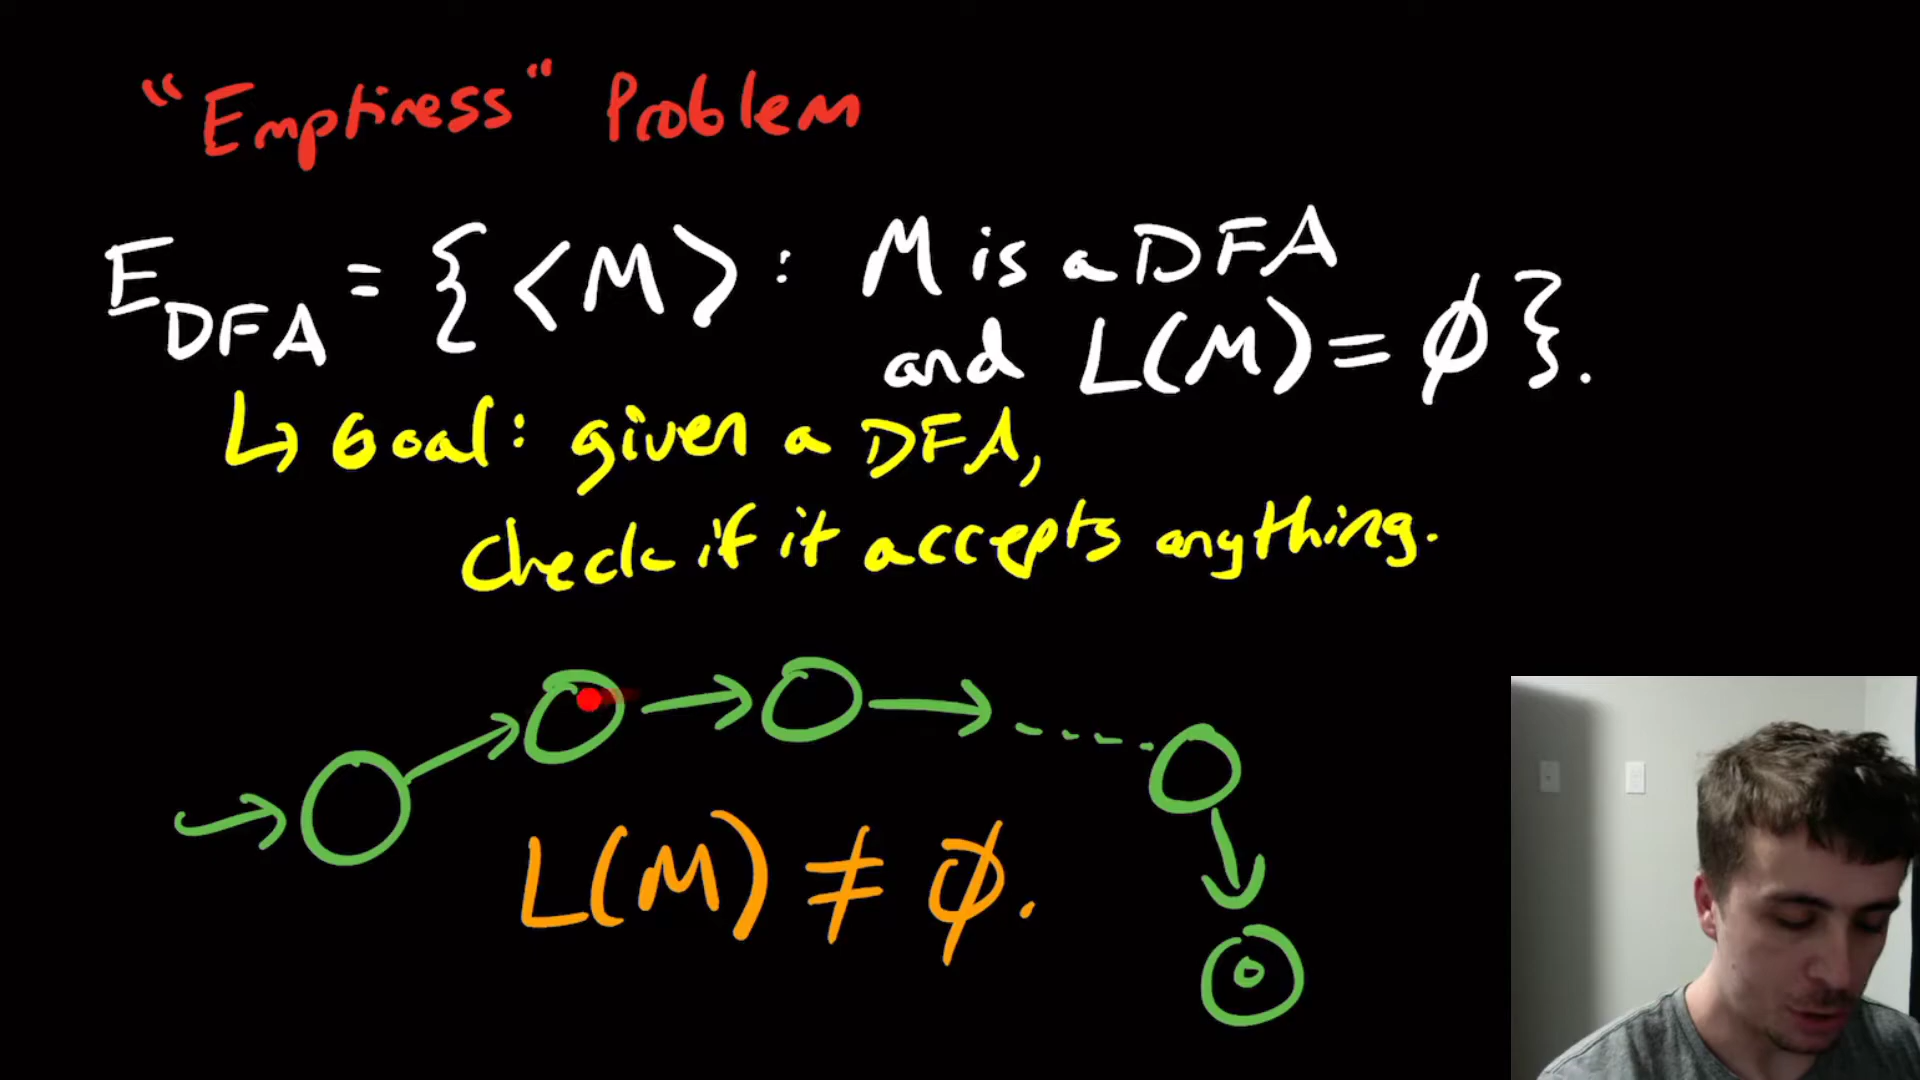 "Emptiness" Problem
E_DFA = {<M>: M is a DFA
and L(M) = ∅}.
↳ Goal: given a DFA,
check if it accepts anything.
L(M) ≠ ∅.